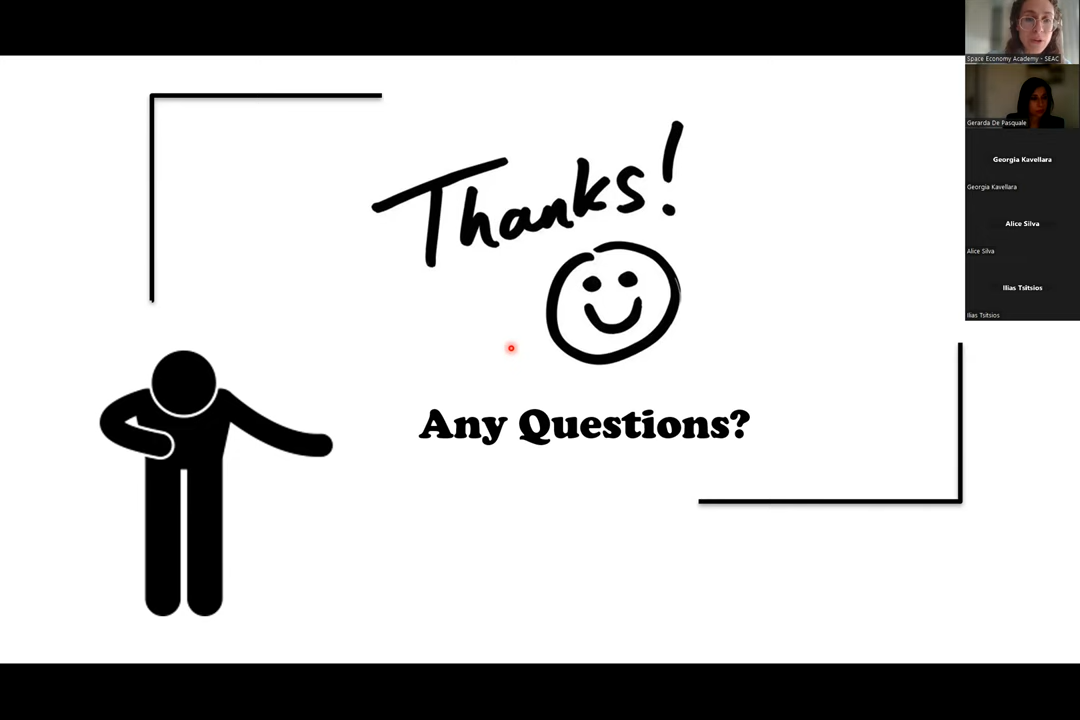 Thanks!
Any Questions?
Space Economy Academy - SEAC
Gerarda De Pasquale
Georgia Kavellara
Georgia Kavellara
Alice Silva
Alice Silva
Ilias Tsitsios
Ilias Tsitsios